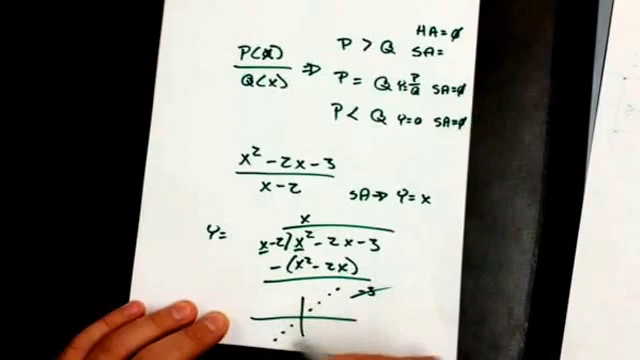 P > Q HA=∅
SA=
P(x)/Q(x) ⇒ P = Q Y=P/Q SA=∅
P < Q Y=0 SA=∅
x² - 2x - 3
x - 2
SA ⇒ Y = x
x
Y= x-2) x² - 2x - 3
-(x² - 2x)
-3